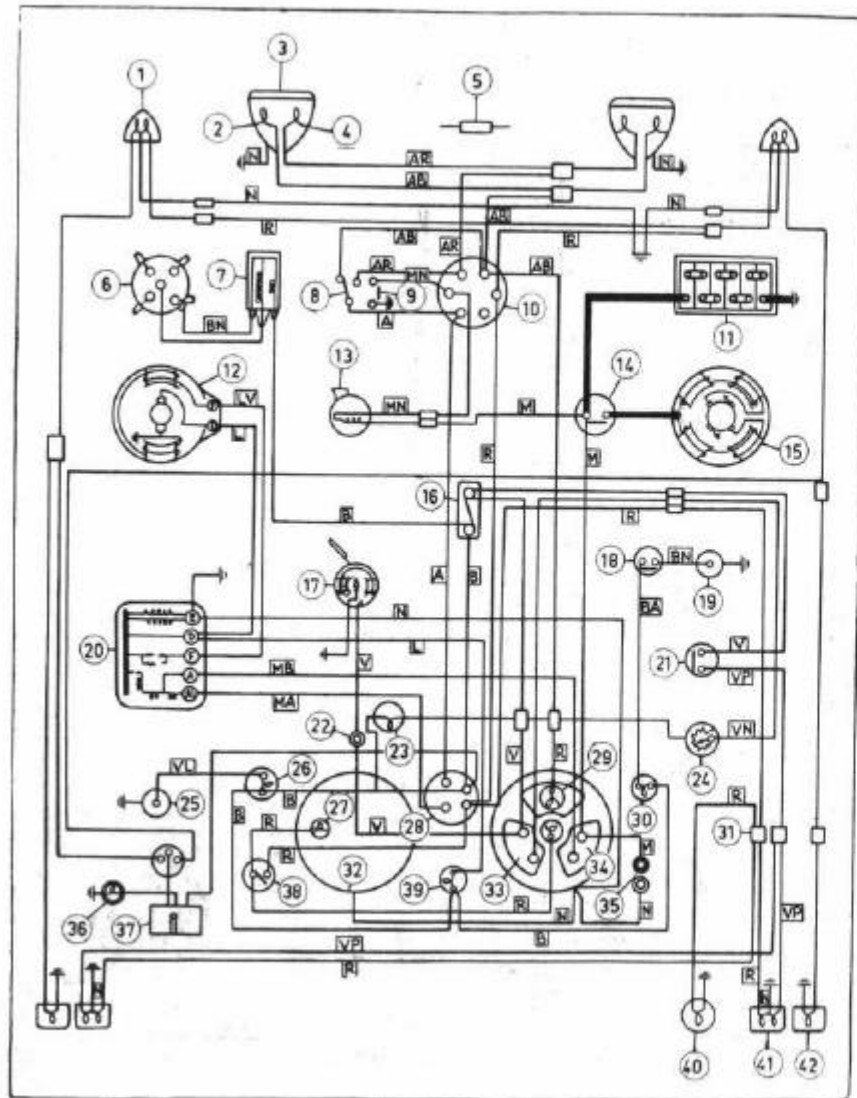 3
1
5
2
4
N
AR
N
AB
N
N
R
AB
AB
AR
R
6
7
AR
MN
AB
8
9
10
BN
A
11
12
13
14
LV
MN
M
L
15
R
M
16
B
R
18
BN
19
17
A
B
BA
N
V
20
L
21
V
MB
VP
MA
22
23
VN
VL
26
V
R
29
24
25
B
27
28
30
R
B
R
V
31
R
M
32
33
34
36
37
38
39
35
R
N
N
B
VP
VP
R
R
N
N
40
41
42